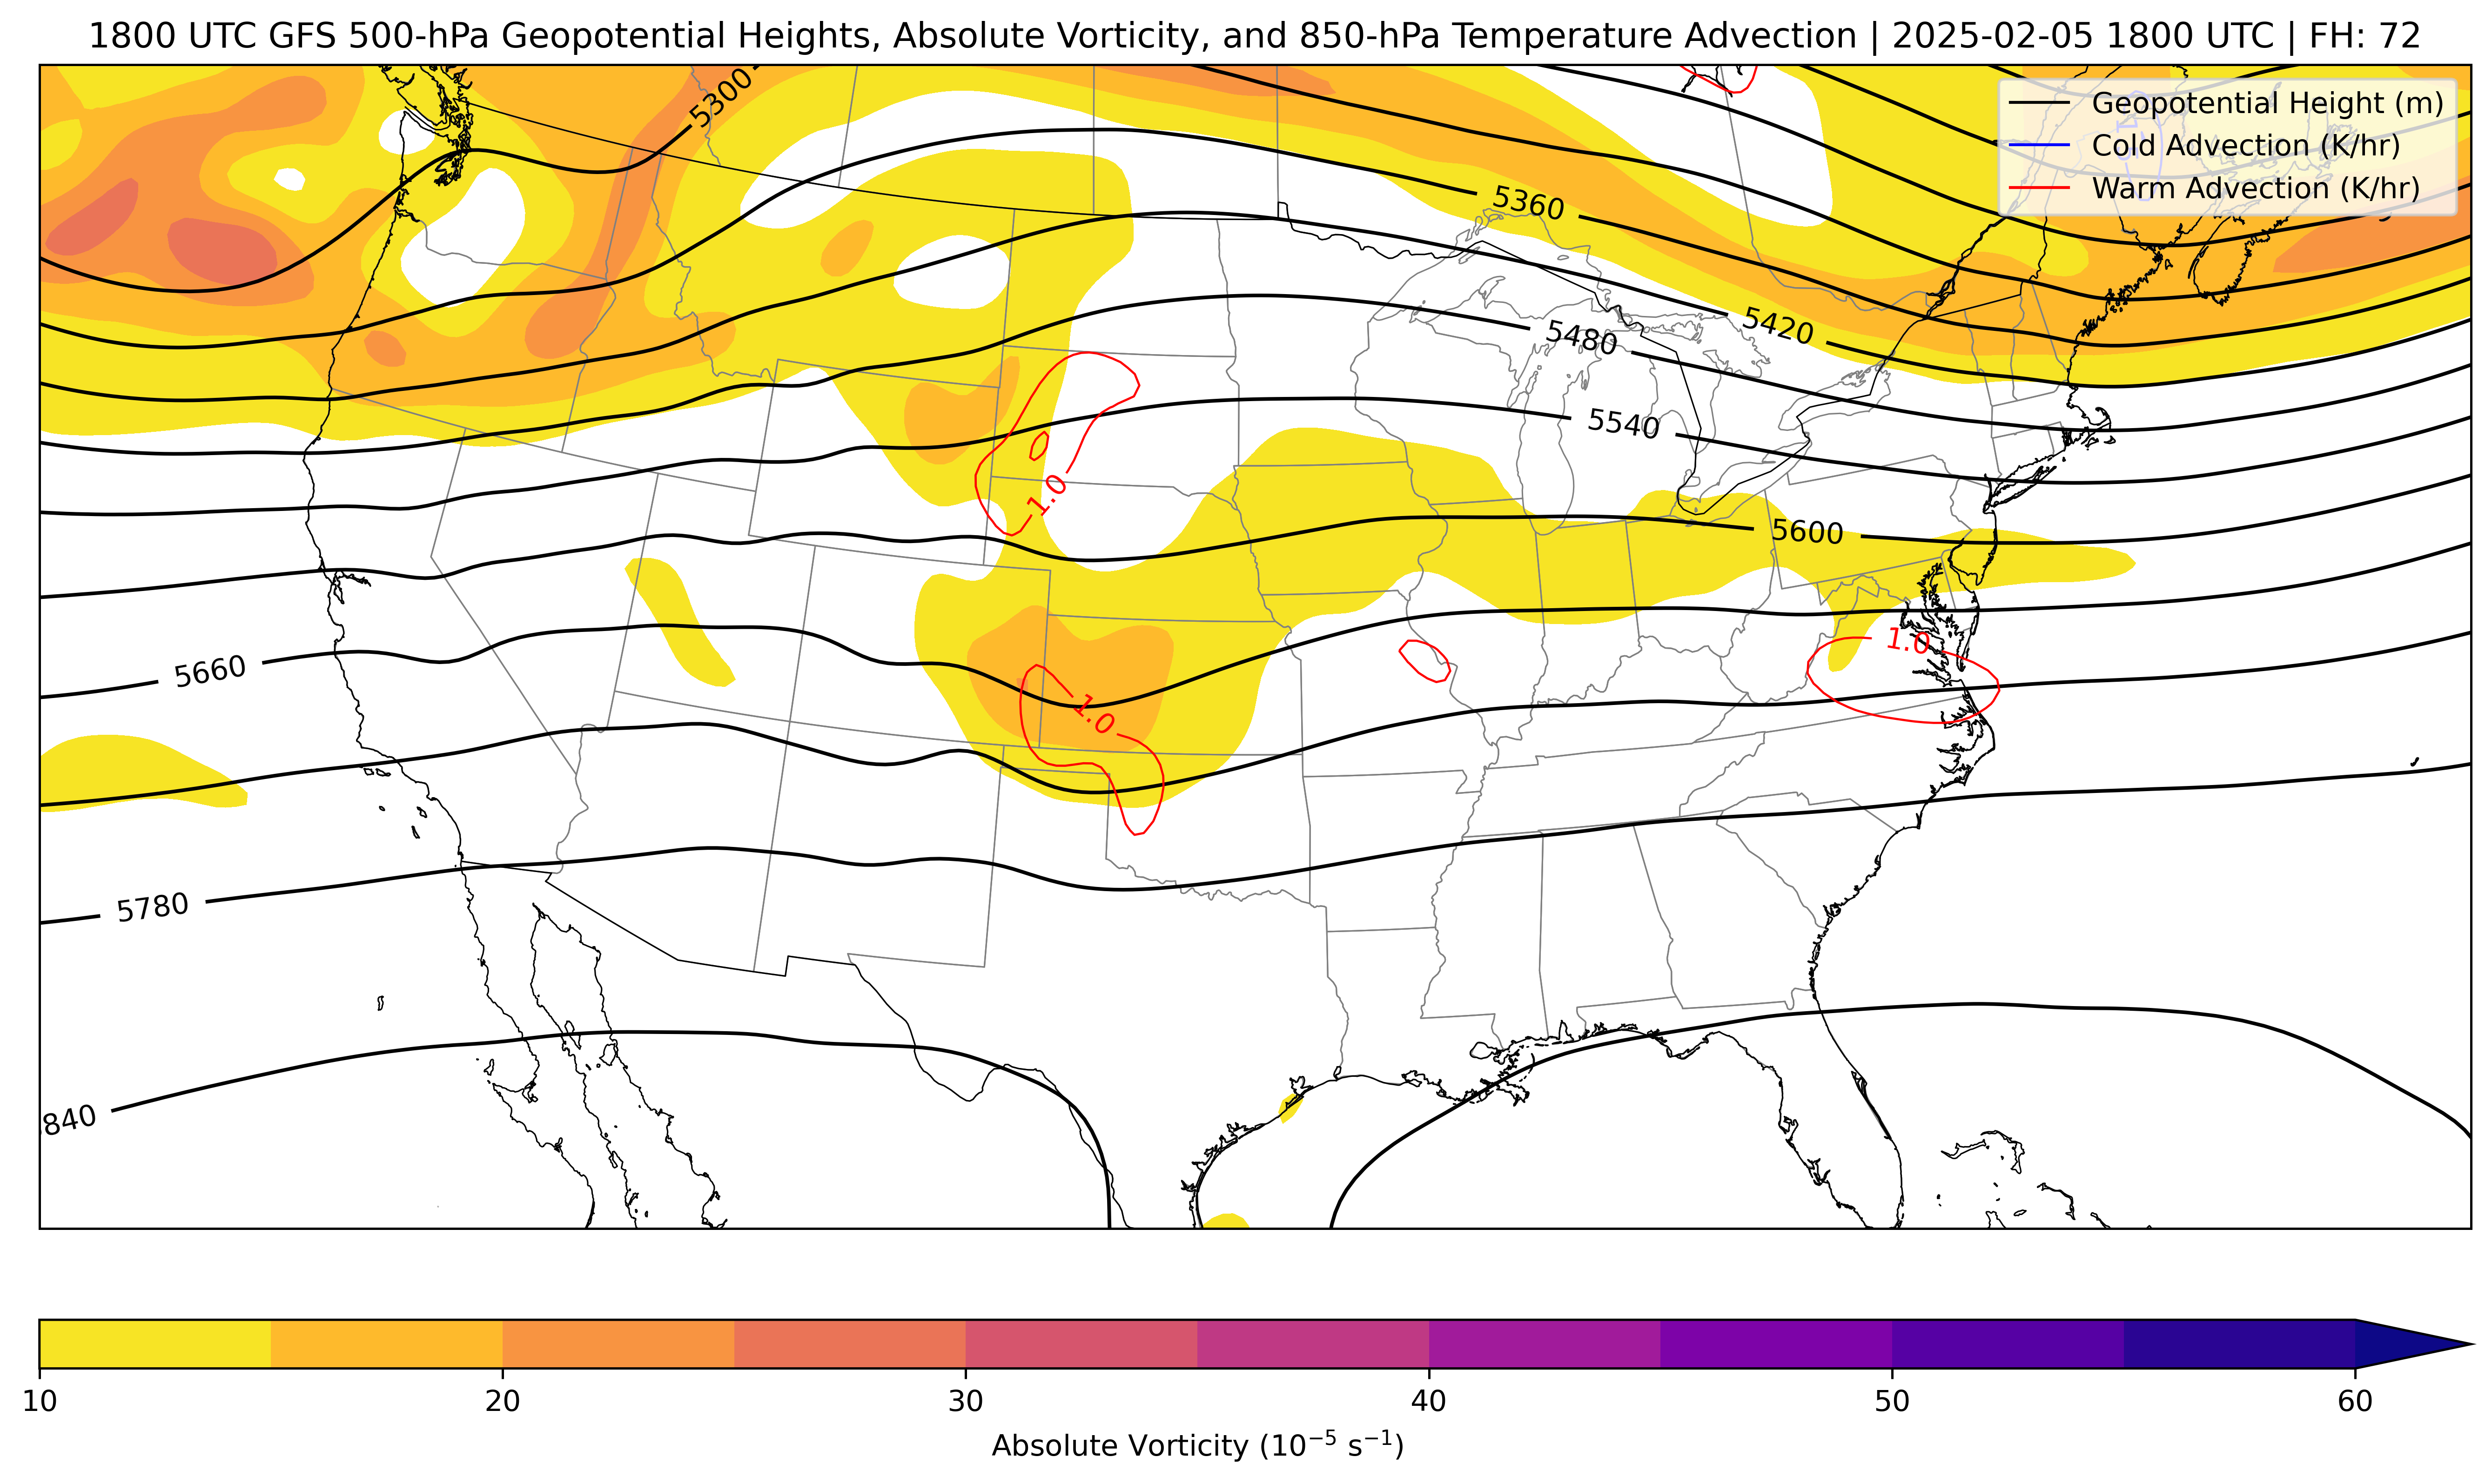 1800 UTC GFS 500-hPa Geopotential Heights, Absolute Vorticity, and 850-hPa Temperature Advection | 2025-02-05 1800 UTC | FH: 72
Geopotential Height (m)
Cold Advection (K/hr)
Warm Advection (K/hr)
5300
5360
5420
5480
5540
5600
1.0
1.0
1.0
5660
5780
840
10 20 30 40 50 60
Absolute Vorticity (10⁻⁵ s⁻¹)